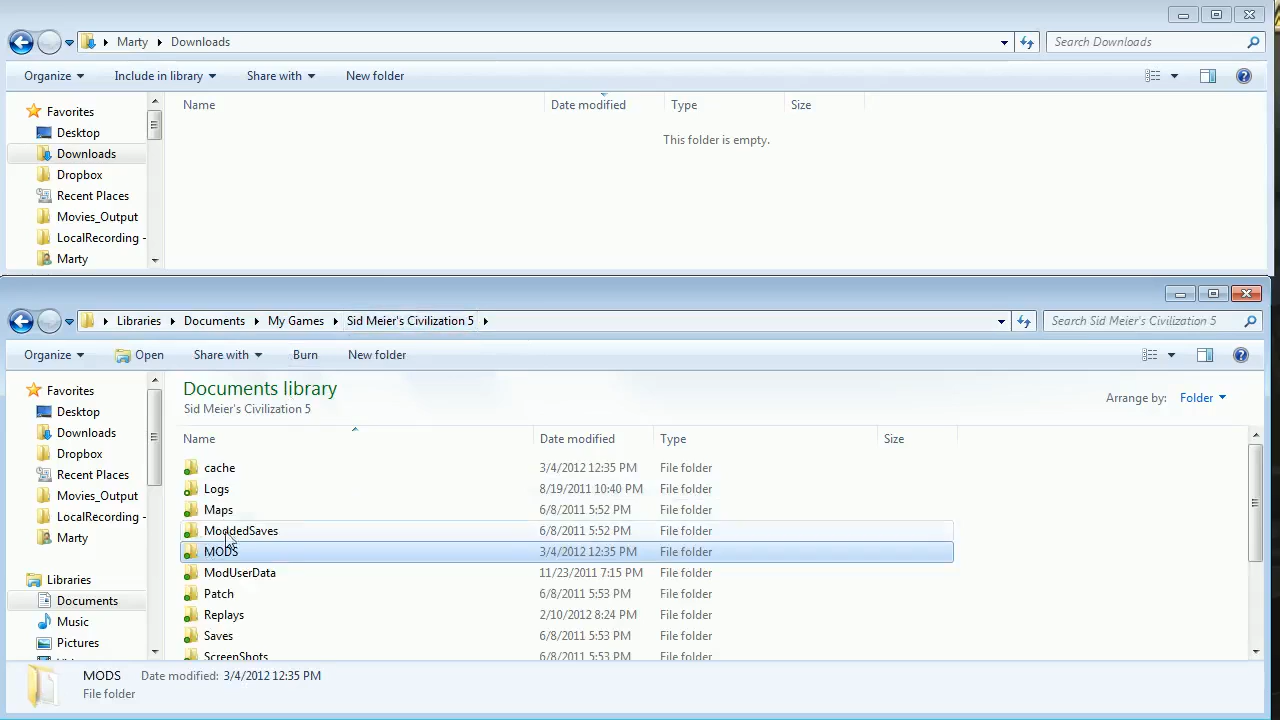 Marty Downloads Search Downloads
Organize Include in library Share with New folder
Name Date modified Type Size
This folder is empty.
Favorites
Desktop
Downloads
Dropbox
Recent Places
Movies_Output
LocalRecording -
Marty
Libraries Documents My Games Sid Meier's Civilization 5 Search Sid Meier's Civilization 5
Organize Open Share with Burn New folder
Favorites
Desktop
Downloads
Dropbox
Recent Places
Movies_Output
LocalRecording -
Marty
Libraries
Documents
Music
Pictures
Documents library
Sid Meier's Civilization 5
Arrange by: Folder
Name Date modified Type Size
cache 3/4/2012 12:35 PM File folder
Logs 8/19/2011 10:40 PM File folder
Maps 6/8/2011 5:52 PM File folder
ModdedSaves 6/8/2011 5:52 PM File folder
MODS 3/4/2012 12:35 PM File folder
ModUserData 11/23/2011 7:15 PM File folder
Patch 6/8/2011 5:53 PM File folder
Replays 2/10/2012 8:24 PM File folder
Saves 6/8/2011 5:53 PM File folder
ScreenShots 6/8/2011 5:53 PM File folder
MODS Date modified: 3/4/2012 12:35 PM
File folder